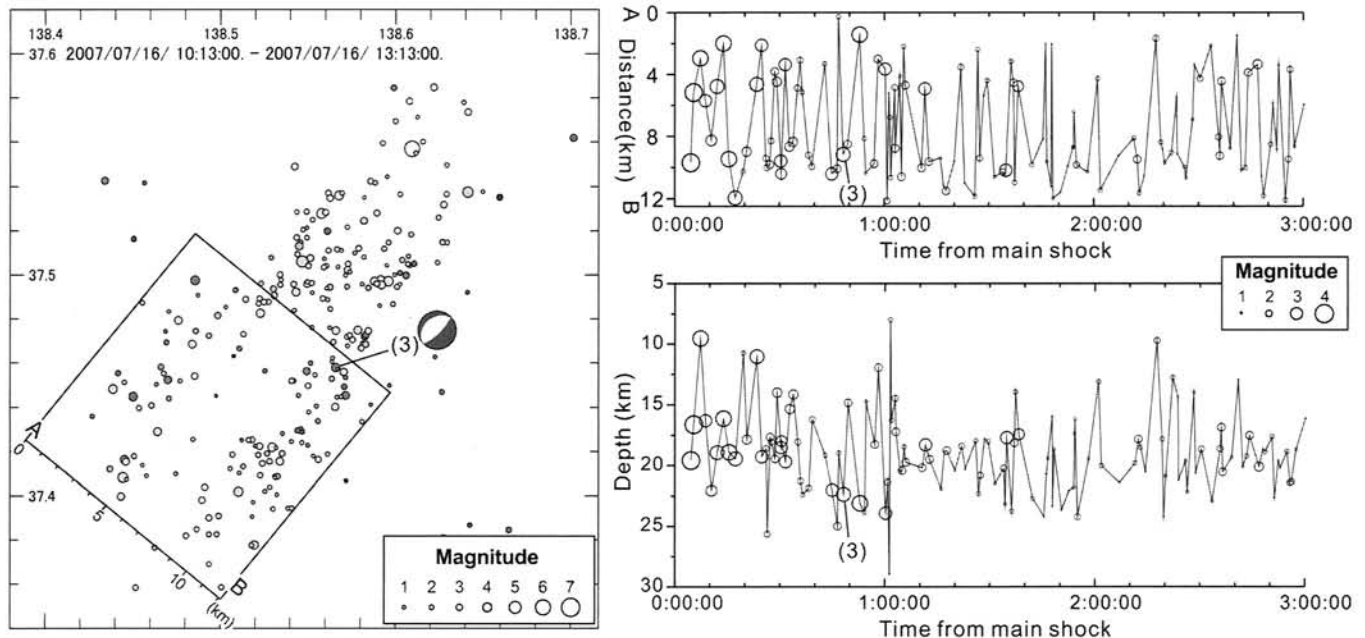 138.4 138.5 138.6 138.7
37.6 2007/07/16/ 10:13:00. - 2007/07/16/ 13:13:00.
37.5
(3)
A
0
37.4
5
10
B
(km)
Magnitude
1 2 3 4 5 6 7
A 0
4
8
B 12
Distance(km)
(3)
0:00:00 1:00:00 2:00:00 3:00:00
Time from main shock
Magnitude
1 2 3 4
5
10
15
20
25
30
Depth (km)
(3)
0:00:00 1:00:00 2:00:00 3:00:00
Time from main shock